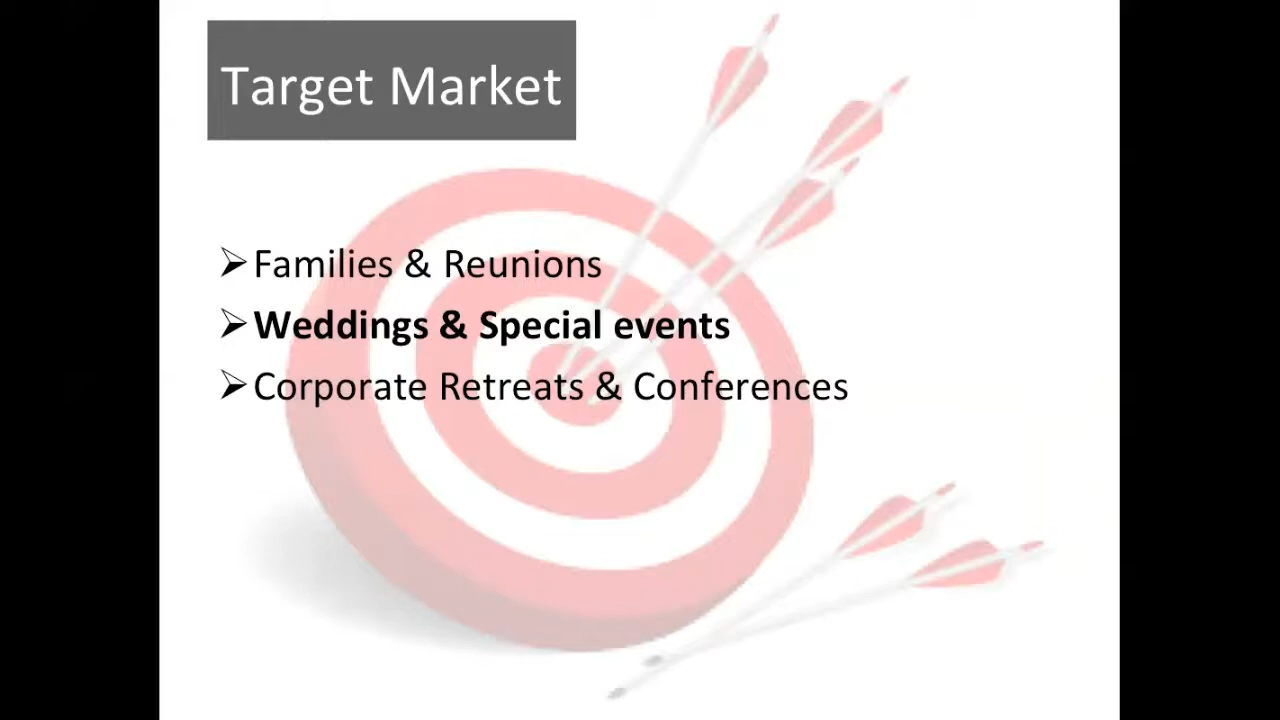 Target Market
➢Families & Reunions
➢Weddings & Special events
➢Corporate Retreats & Conferences